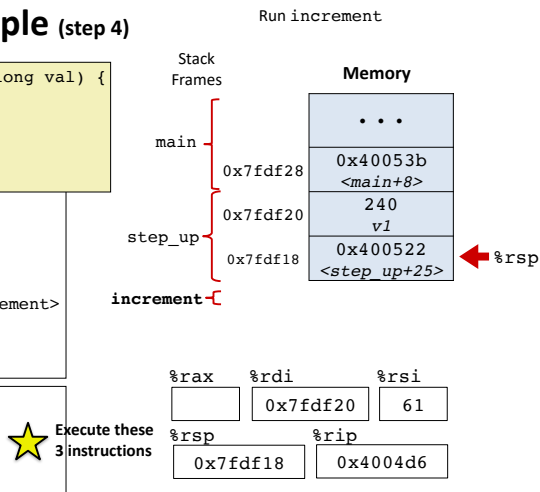 ple (step 4)
Run increment
long val) {
Stack
Frames
Memory
• • •
main
0x7fdf28
0x40053b
<main+8>
0x7fdf20
240
v1
step_up
0x7fdf18
0x400522
<step_up+25>
%rsp
increment
ement>
%rax %rdi %rsi
0x7fdf20 61
Execute these
3 instructions
%rsp %rip
0x7fdf18 0x4004d6